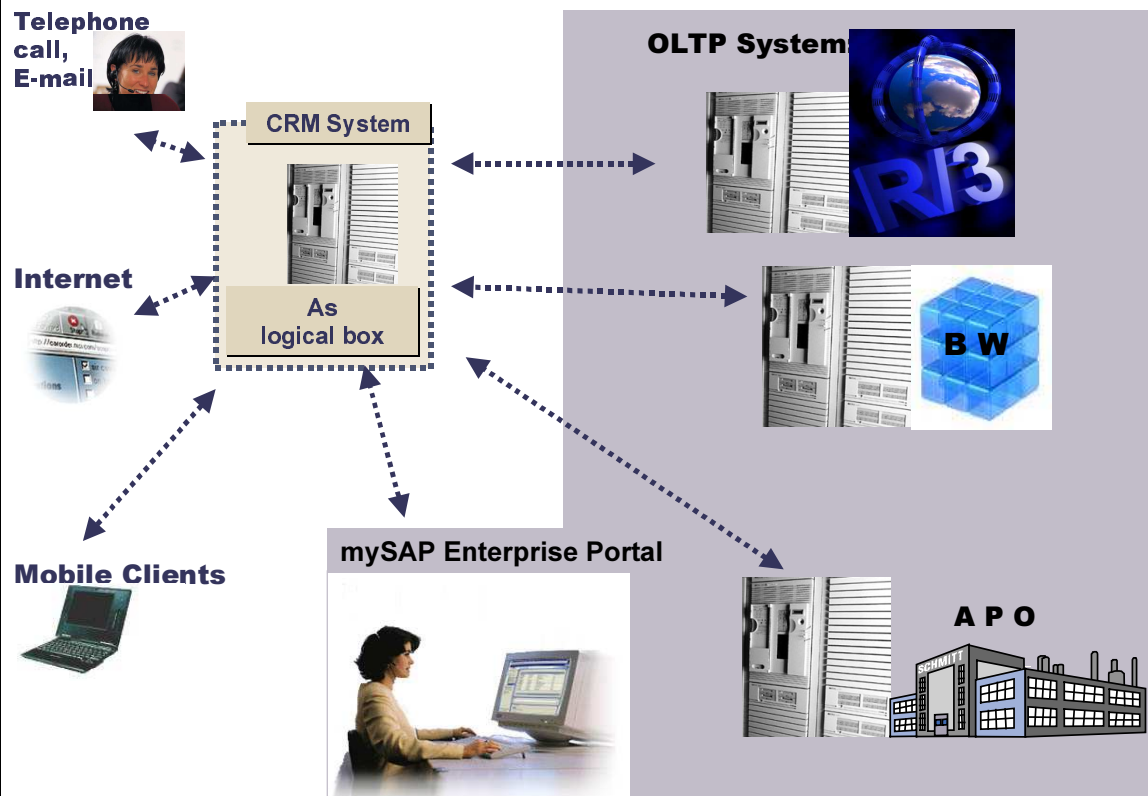 Telephone
call,
E-mail
OLTP System
CRM System
R/3
Internet
As
logical box
B W
mySAP Enterprise Portal
Mobile Clients
A P O
SCHMITT